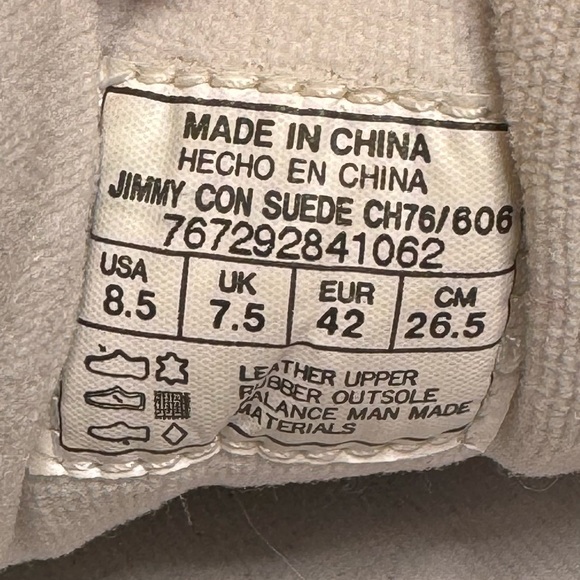 MADE IN CHINA
HECHO EN CHINA
JIMMY CON SUEDE CH76/606
767292841062
USA UK EUR CM
8.5 7.5 42 26.5
LEATHER UPPER
RUBBER OUTSOLE
BALANCE MAN MADE
MATERIALS